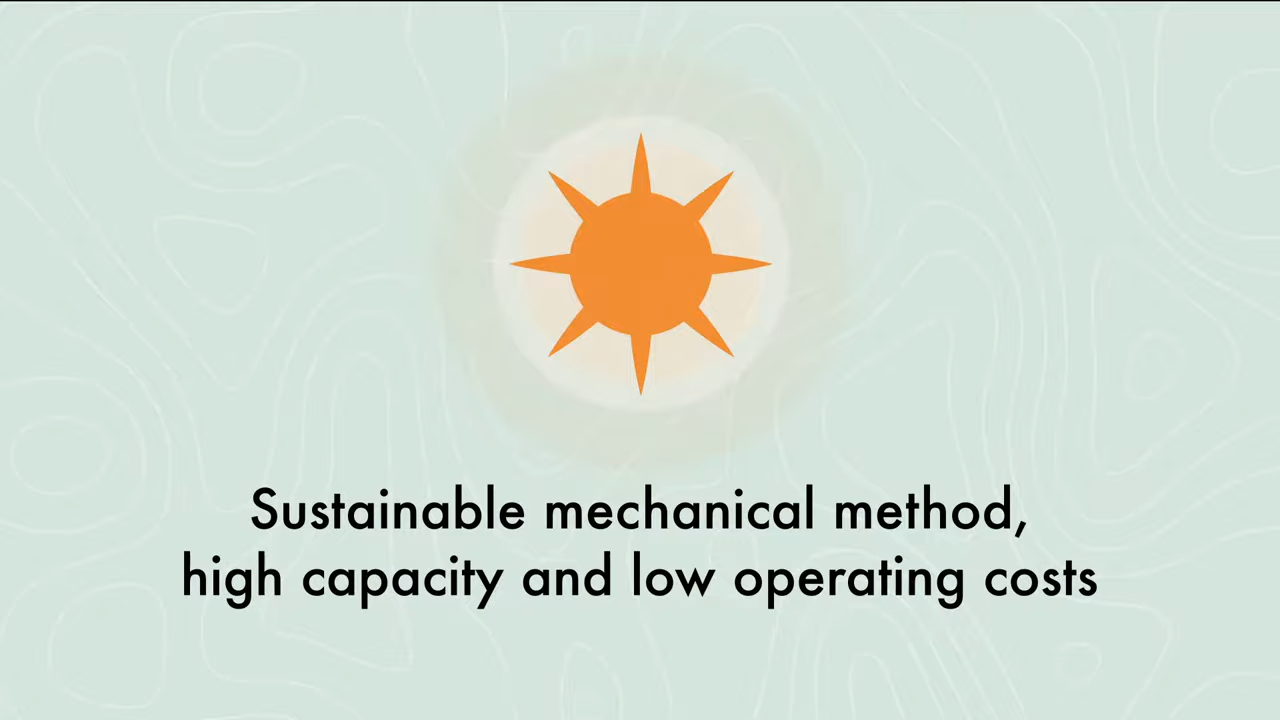 Sustainable mechanical method,
high capacity and low operating costs